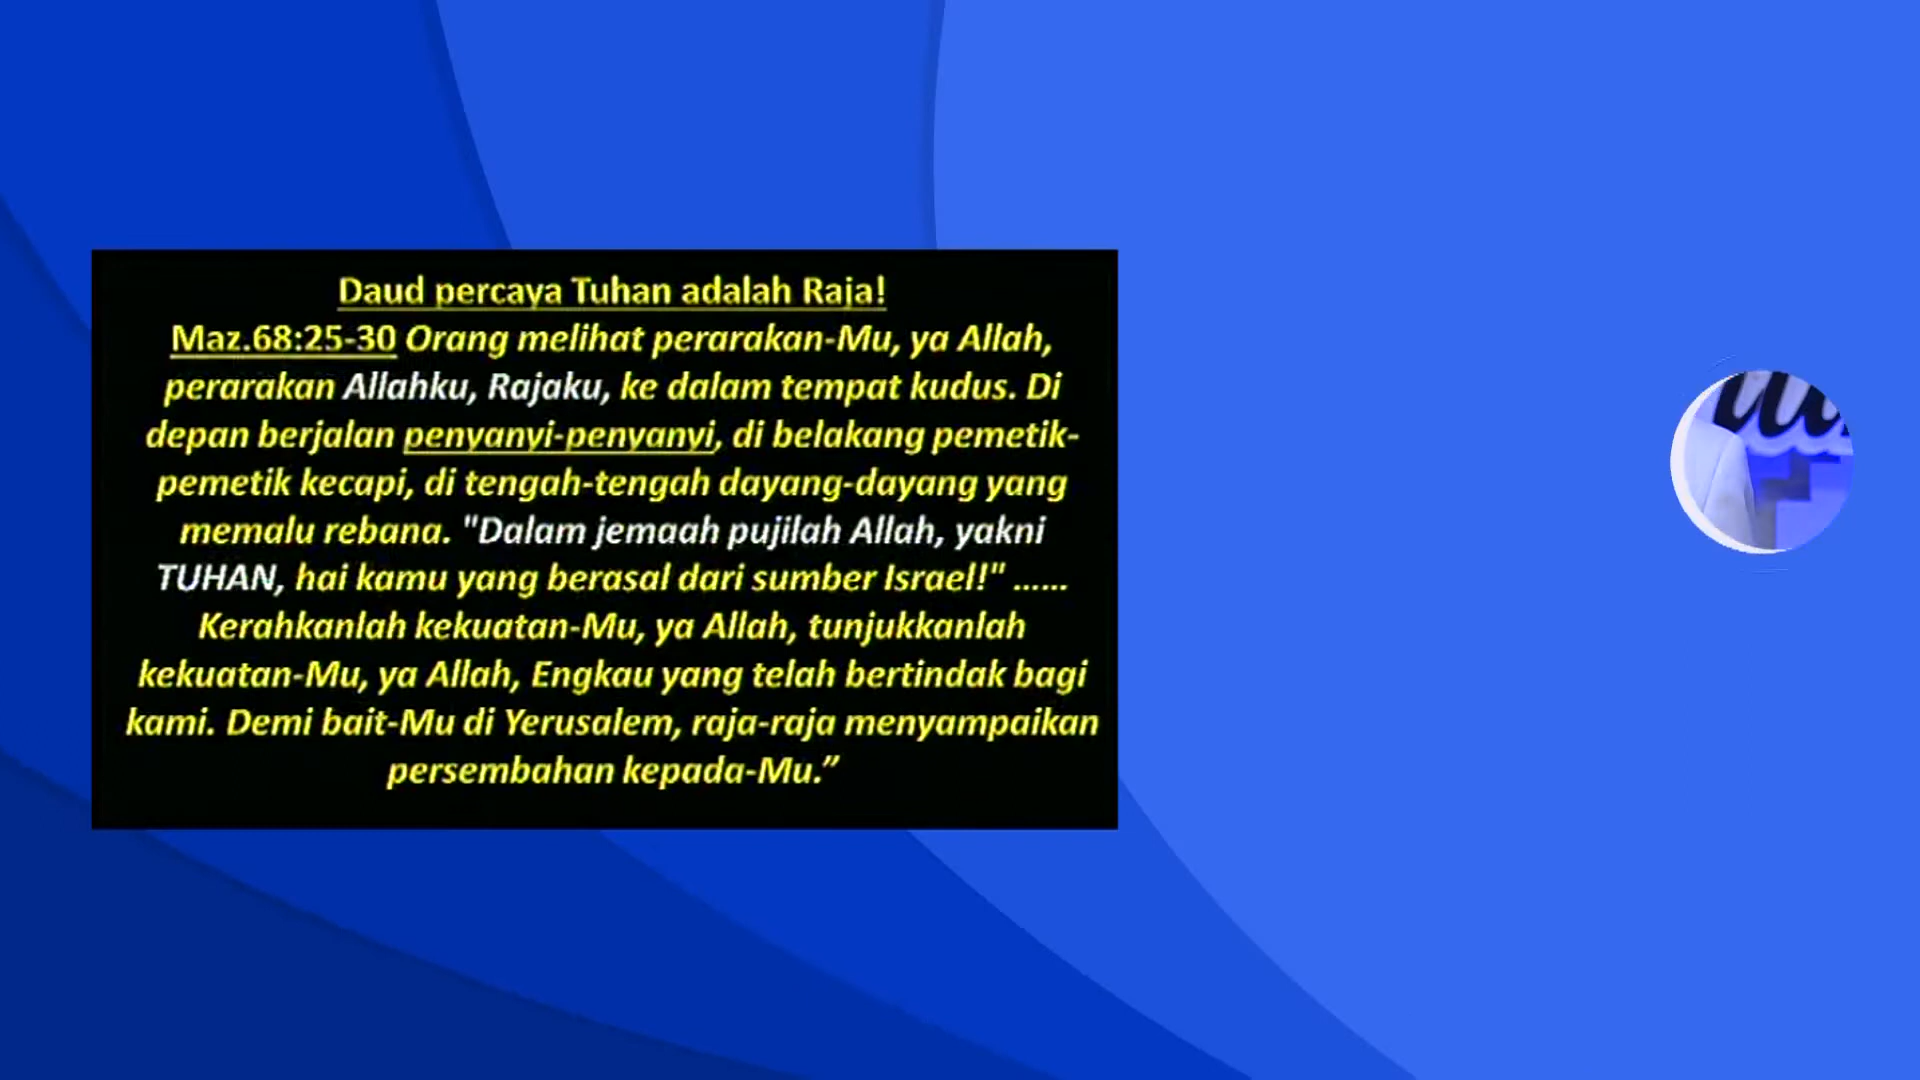 Daud percaya Tuhan adalah Raja!
Maz.68:25-30 Orang melihat perarakan-Mu, ya Allah,
perarakan Allahku, Rajaku, ke dalam tempat kudus. Di
depan berjalan penyanyi-penyanyi, di belakang pemetik-
pemetik kecapi, di tengah-tengah dayang-dayang yang
memalu rebana. "Dalam jemaah pujilah Allah, yakni
TUHAN, hai kamu yang berasal dari sumber Israel!" ......
Kerahkanlah kekuatan-Mu, ya Allah, tunjukkanlah
kekuatan-Mu, ya Allah, Engkau yang telah bertindak bagi
kami. Demi bait-Mu di Yerusalem, raja-raja menyampaikan
persembahan kepada-Mu.”